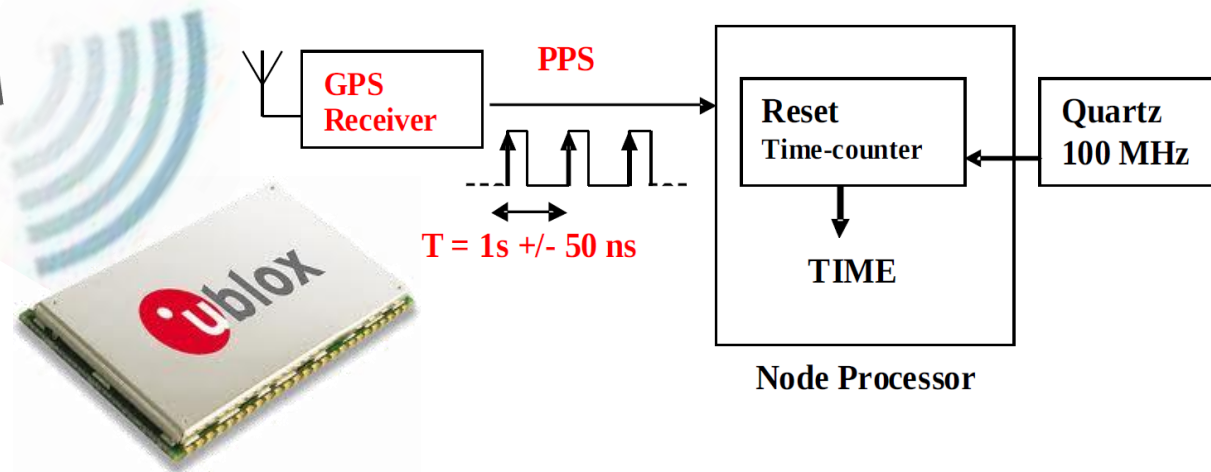 GPS
Receiver
PPS
T = 1s +/- 50 ns
Reset
Time-counter
TIME
Quartz
100 MHz
Node Processor
ublox